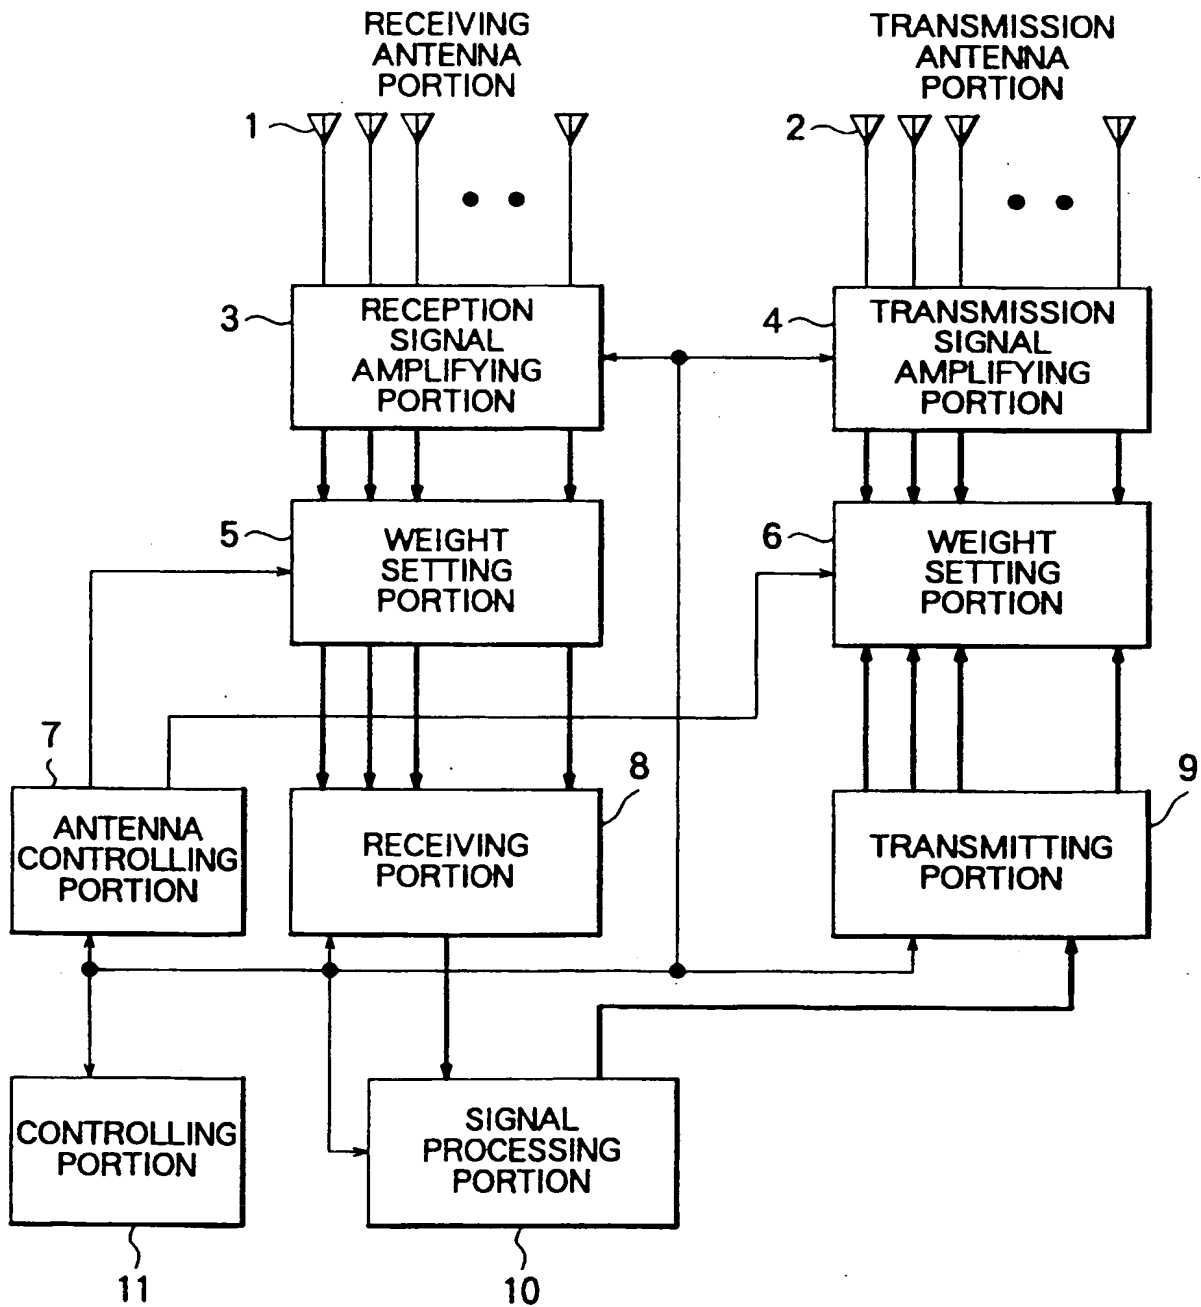 RECEIVING
ANTENNA
PORTION
TRANSMISSION
ANTENNA
PORTION
1
2
3
RECEPTION
SIGNAL
AMPLIFYING
PORTION
4
TRANSMISSION
SIGNAL
AMPLIFYING
PORTION
5
WEIGHT
SETTING
PORTION
6
WEIGHT
SETTING
PORTION
7
ANTENNA
CONTROLLING
PORTION
8
RECEIVING
PORTION
9
TRANSMITTING
PORTION
CONTROLLING
PORTION
11
SIGNAL
PROCESSING
PORTION
10